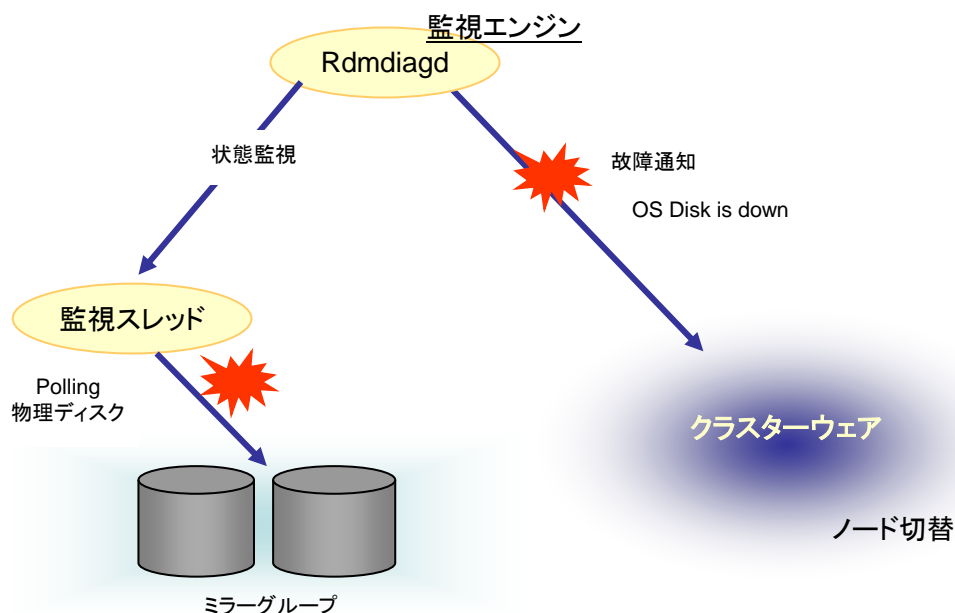 監視エンジン
Rdmdiagd
状態監視
故障通知
OS Disk is down
監視スレッド
Polling
物理ディスク
クラスターウェア
ノード切替
ミラーグループ